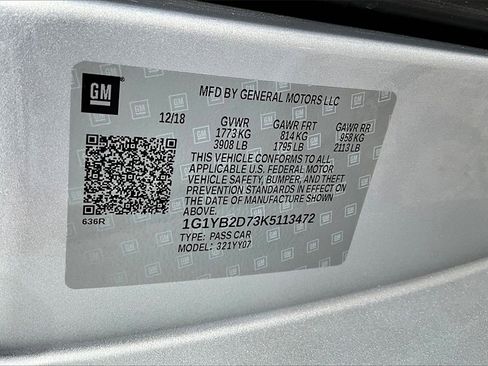 GM
MFD BY GENERAL MOTORS LLC
12/18 GVWR GAWR FRT GAWR RR
1773 KG 814 KG 958 KG
3908 LB 1795 LB 2113 LB
THIS VEHICLE CONFORMS TO ALL
APPLICABLE U.S. FEDERAL MOTOR
VEHICLE SAFETY, BUMPER, AND THEFT
PREVENTION STANDARDS IN EFFECT ON
THE DATE OF MANUFACTURE SHOWN ABOVE.
636R
1G1YB2D73K5113472
TYPE: PASS CAR
MODEL: 321YY07